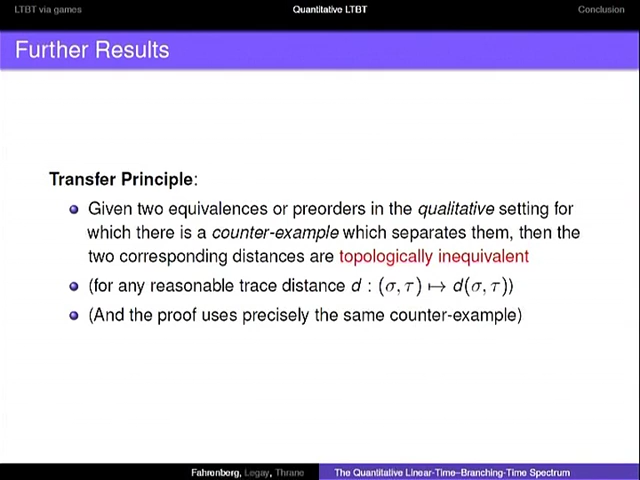 LTBT via games Quantitative LTBT Conclusion
Further Results
Transfer Principle:
Given two equivalences or preorders in the qualitative setting for
which there is a counter-example which separates them, then the
two corresponding distances are topologically inequivalent
(for any reasonable trace distance d : (σ, τ) ↦ d(σ, τ))
(And the proof uses precisely the same counter-example)
Fahrenberg, Legay, Thrane The Quantitative Linear-Time–Branching-Time Spectrum